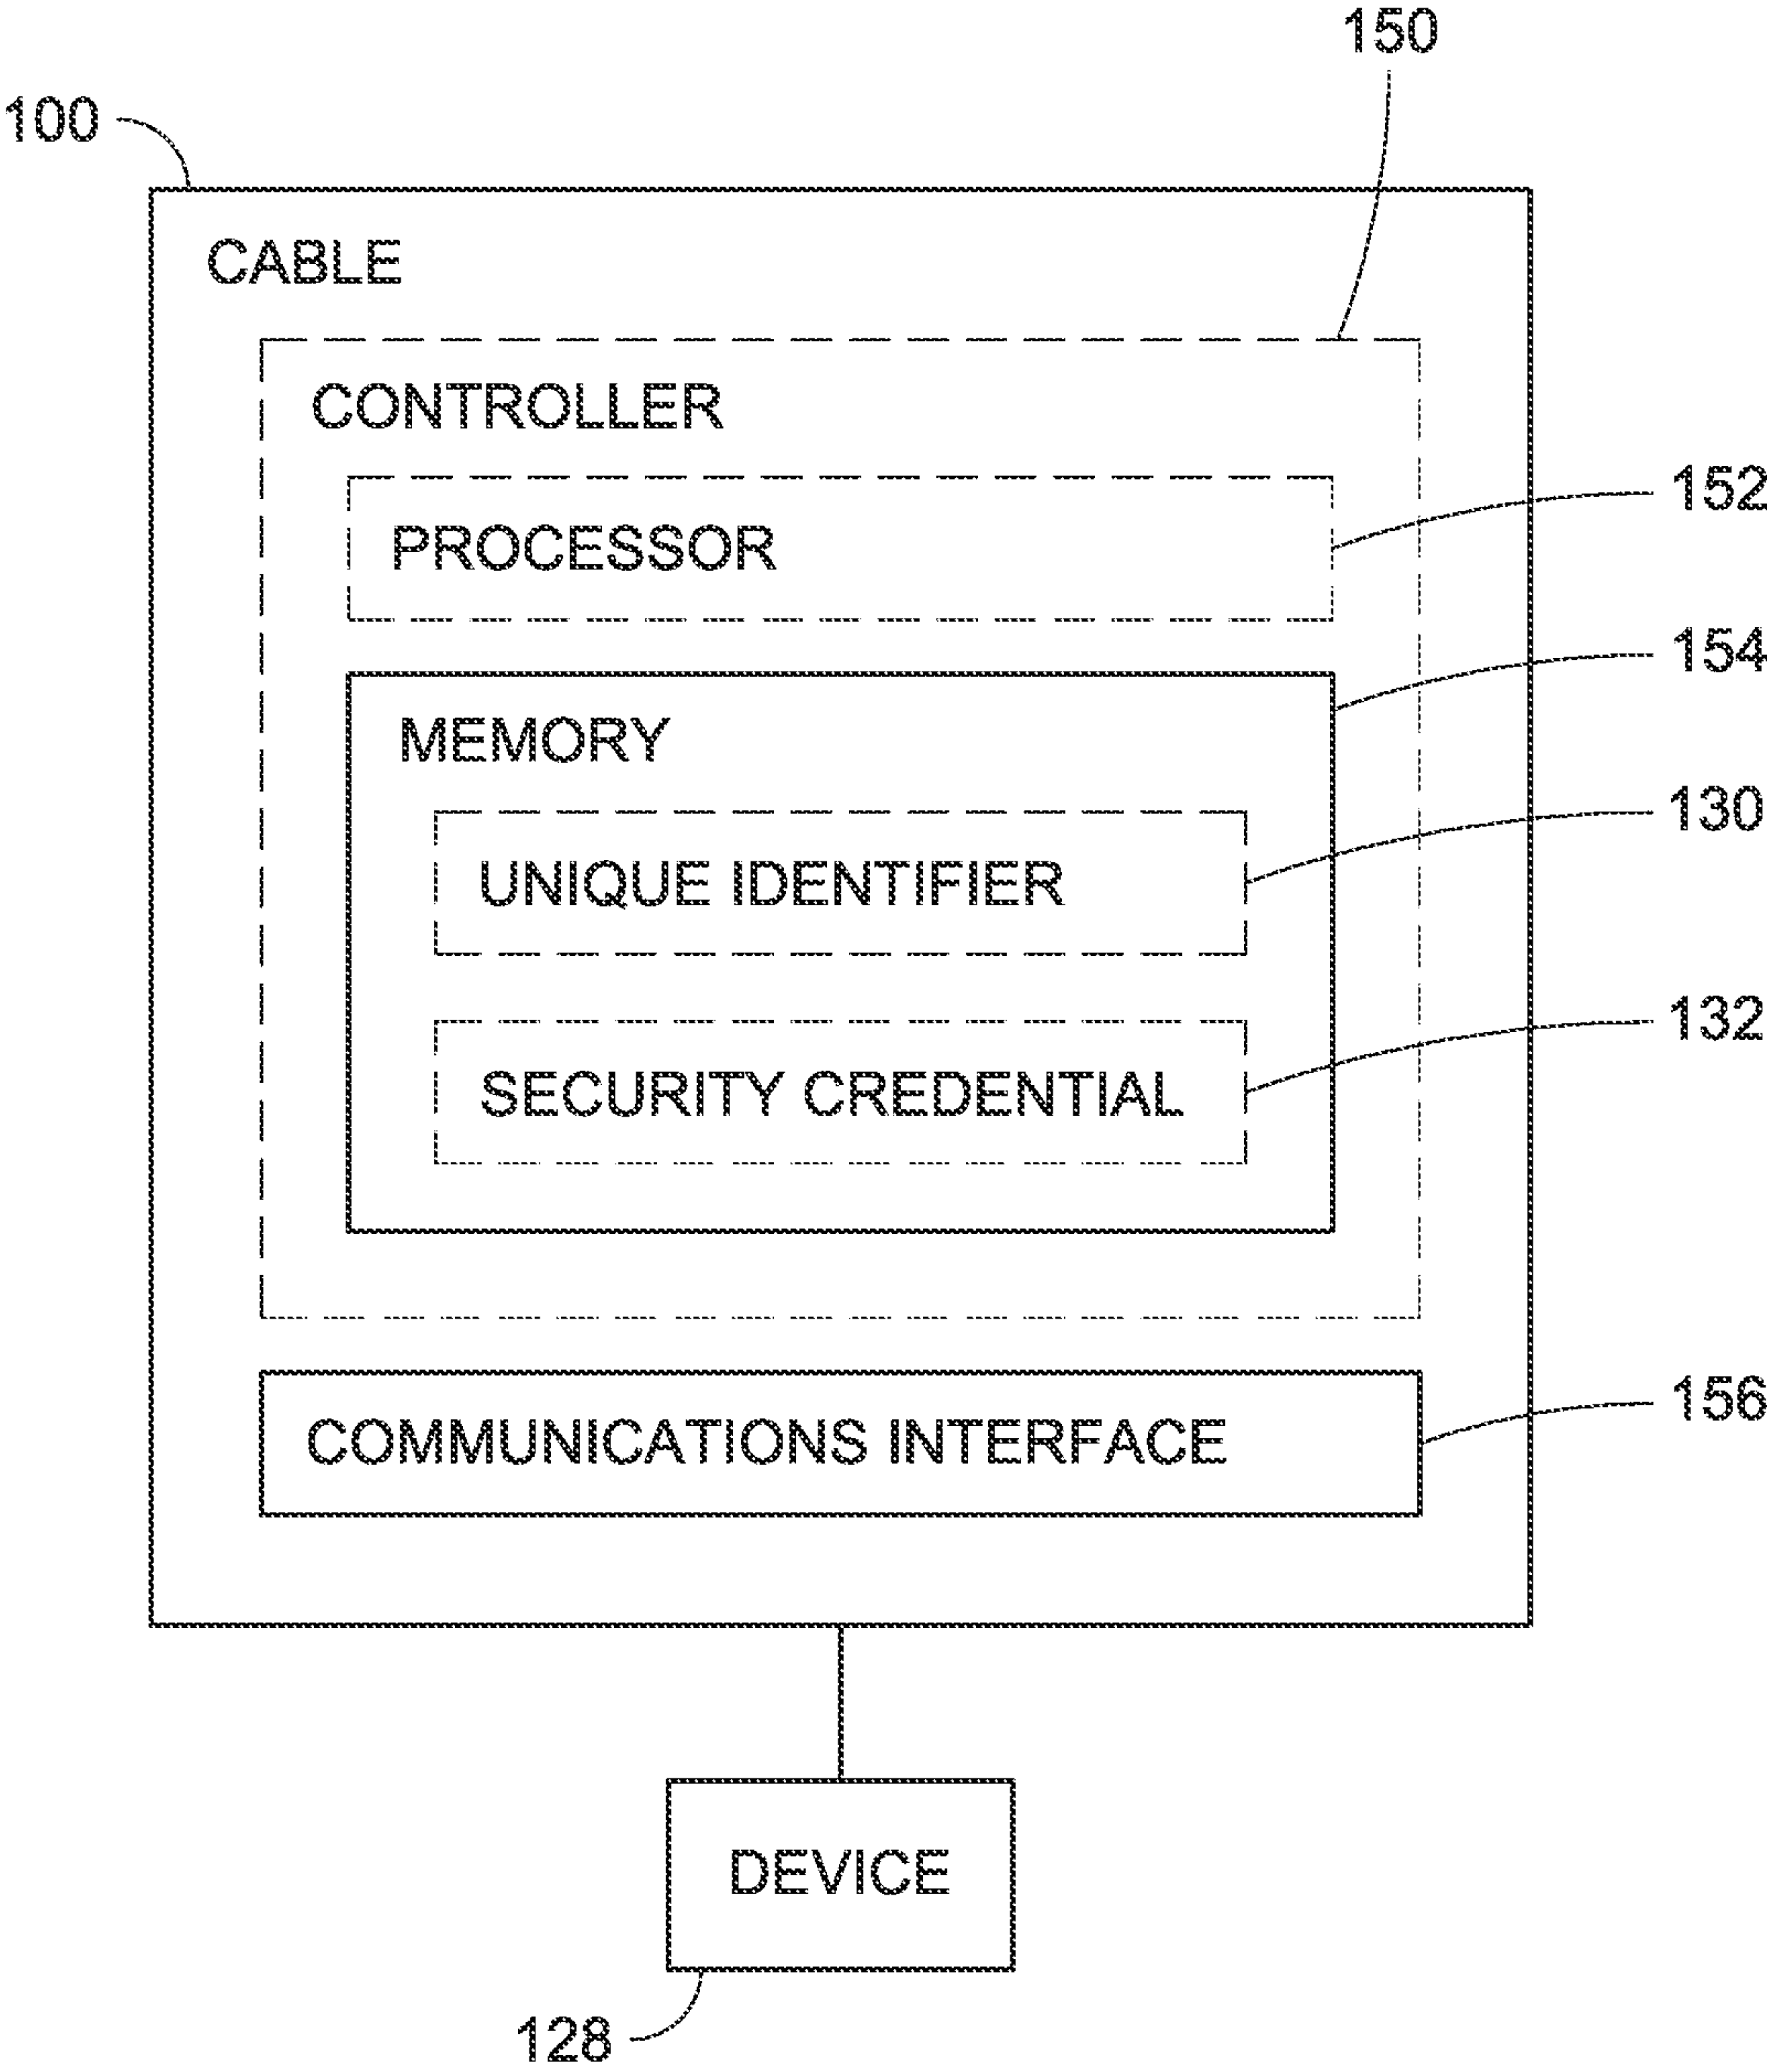 150
100
CABLE
CONTROLLER
152
PROCESSOR
154
MEMORY
130
UNIQUE IDENTIFIER
132
SECURITY CREDENTIAL
156
COMMUNICATIONS INTERFACE
DEVICE
128